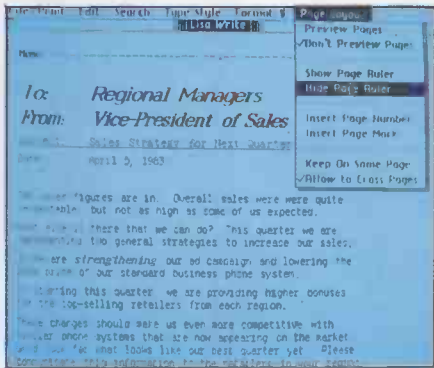 File/Print Edit Search Type Style Format Page Layout
Lisa Write
Preview Pages
✓Don't Preview Pages
Show Page Ruler
Hide Page Ruler
Insert Page Number
Insert Page Mark
Keep On Same Page
✓Allow to Cross Pages
Memo
To: Regional Managers
From: Vice-President of Sales
Sales Strategy for Next Quarter
April 5, 1983
figures are in. Overall sales were were quite
but not as high as some of us expected.
there that we can do? This quarter we are
two general strategies to increase our sales.
are strengthening our ad campaign and lowering the
of our standard business phone system.
this quarter, we are providing higher bonuses
the top-selling retailers from each region.
changes should make us even more competitive with
phone systems that are now appearing on the market
what looks like our best quarter yet. Please
this information to the retailers in your region.